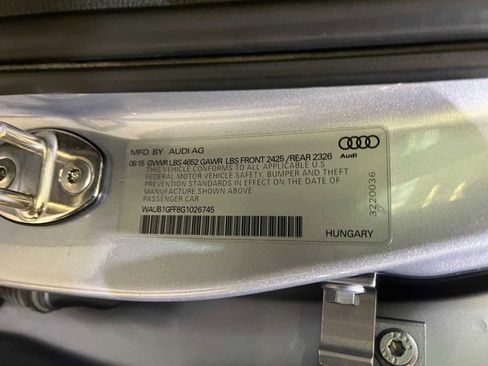 MFD. BY AUDI AG
08/15 GVWR LBS 4652 GAWR LBS FRONT 2425 / REAR 2326
THIS VEHICLE CONFORMS TO ALL APPLICABLE U.S
FEDERAL MOTOR VEHICLE SAFETY, BUMPER AND THEFT
PREVENTION STANDARDS IN EFFECT ON THE DATE OF
MANUFACTURE SHOWN ABOVE
PASSENGER CAR
WAUB1GFF8G1026745
HUNGARY
Audi
3220036